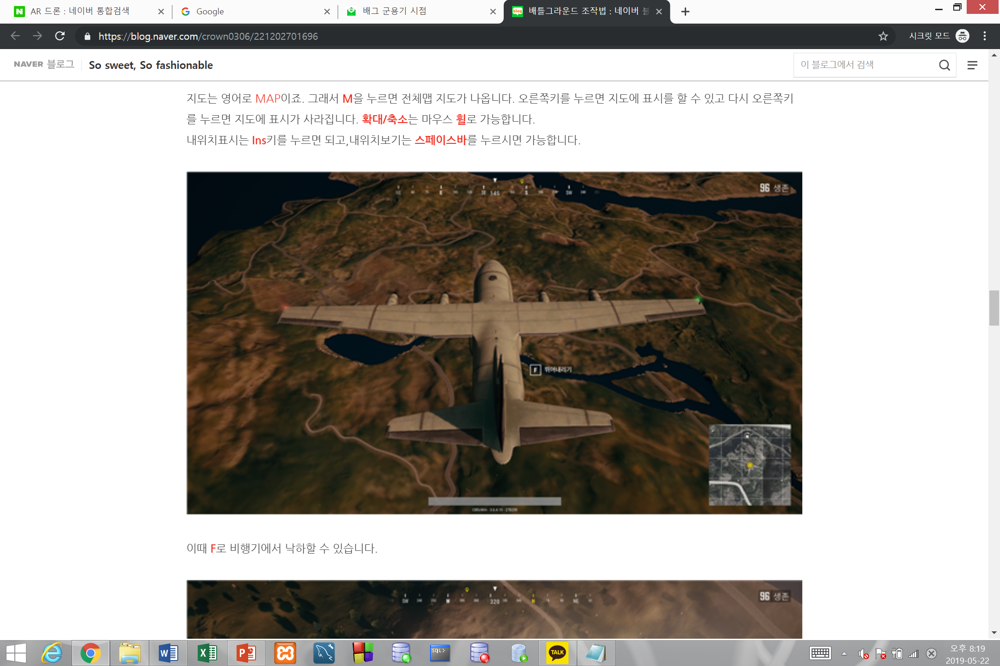 AR 드론 : 네이버 통합검색
Google
배그 군용기 시점
배틀그라운드 조작법 : 네이버 블
https://blog.naver.com/crown0306/221202701696
시크릿 모드
NAVER 블로그
So sweet, So fashionable
이 블로그에서 검색
지도는 영어로 MAP이죠. 그래서 M을 누르면 전체맵 지도가 나옵니다. 오른쪽키를 누르면 지도에 표시를 할 수 있고 다시 오른쪽키
를 누르면 지도에 표시가 사라집니다. 확대/축소는 마우스 휠로 가능합니다.
내위치표시는 Ins키를 누르면 되고,내위치보기는 스페이스바를 누르시면 가능합니다.
96 생존
E SE 145 S SW
F 뛰어내리기
이때 F로 비행기에서 낙하할 수 있습니다.
96 생존
SW W 320 N NE
TALK
SQL>
오후 8:19
2019-05-22